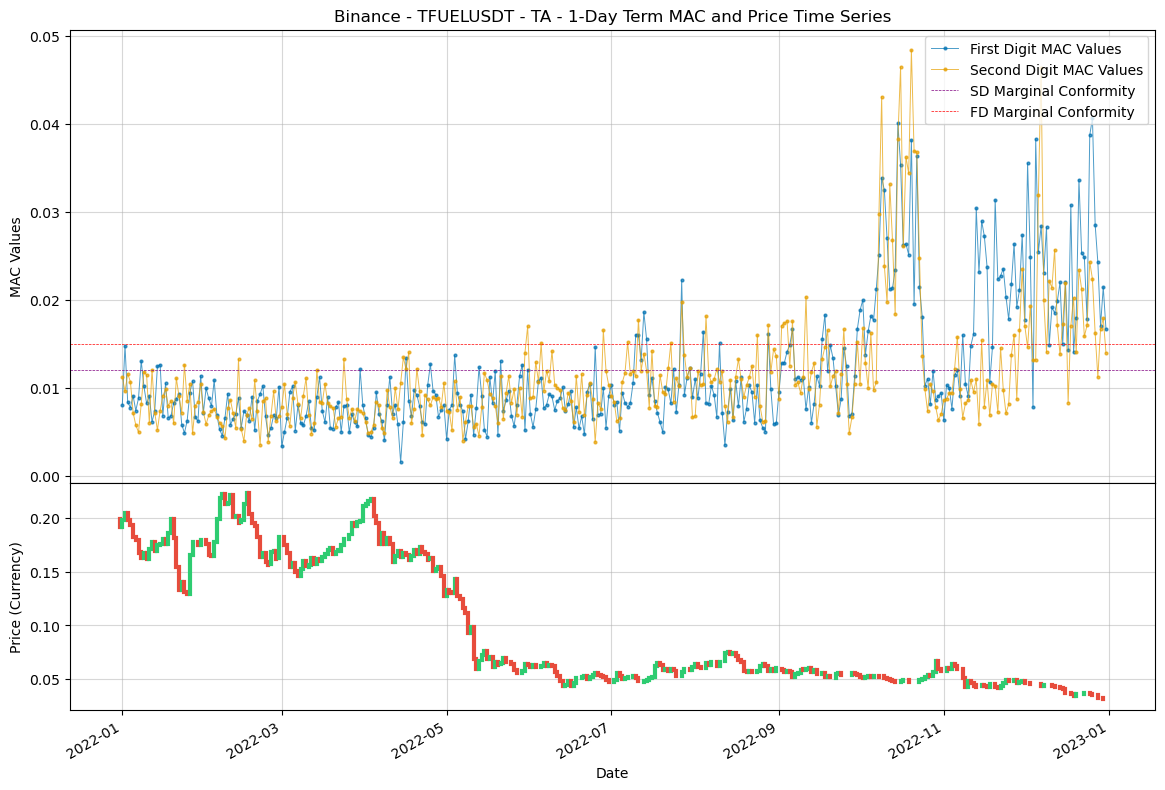 Binance - TFUELUSDT - TA - 1-Day Term MAC and Price Time Series
First Digit MAC Values
Second Digit MAC Values
SD Marginal Conformity
FD Marginal Conformity
MAC Values
0.05
0.04
0.03
0.02
0.01
0.00
Price (Currency)
0.20
0.15
0.10
0.05
2022-01
2022-03
2022-05
2022-07
2022-09
2022-11
2023-01
Date